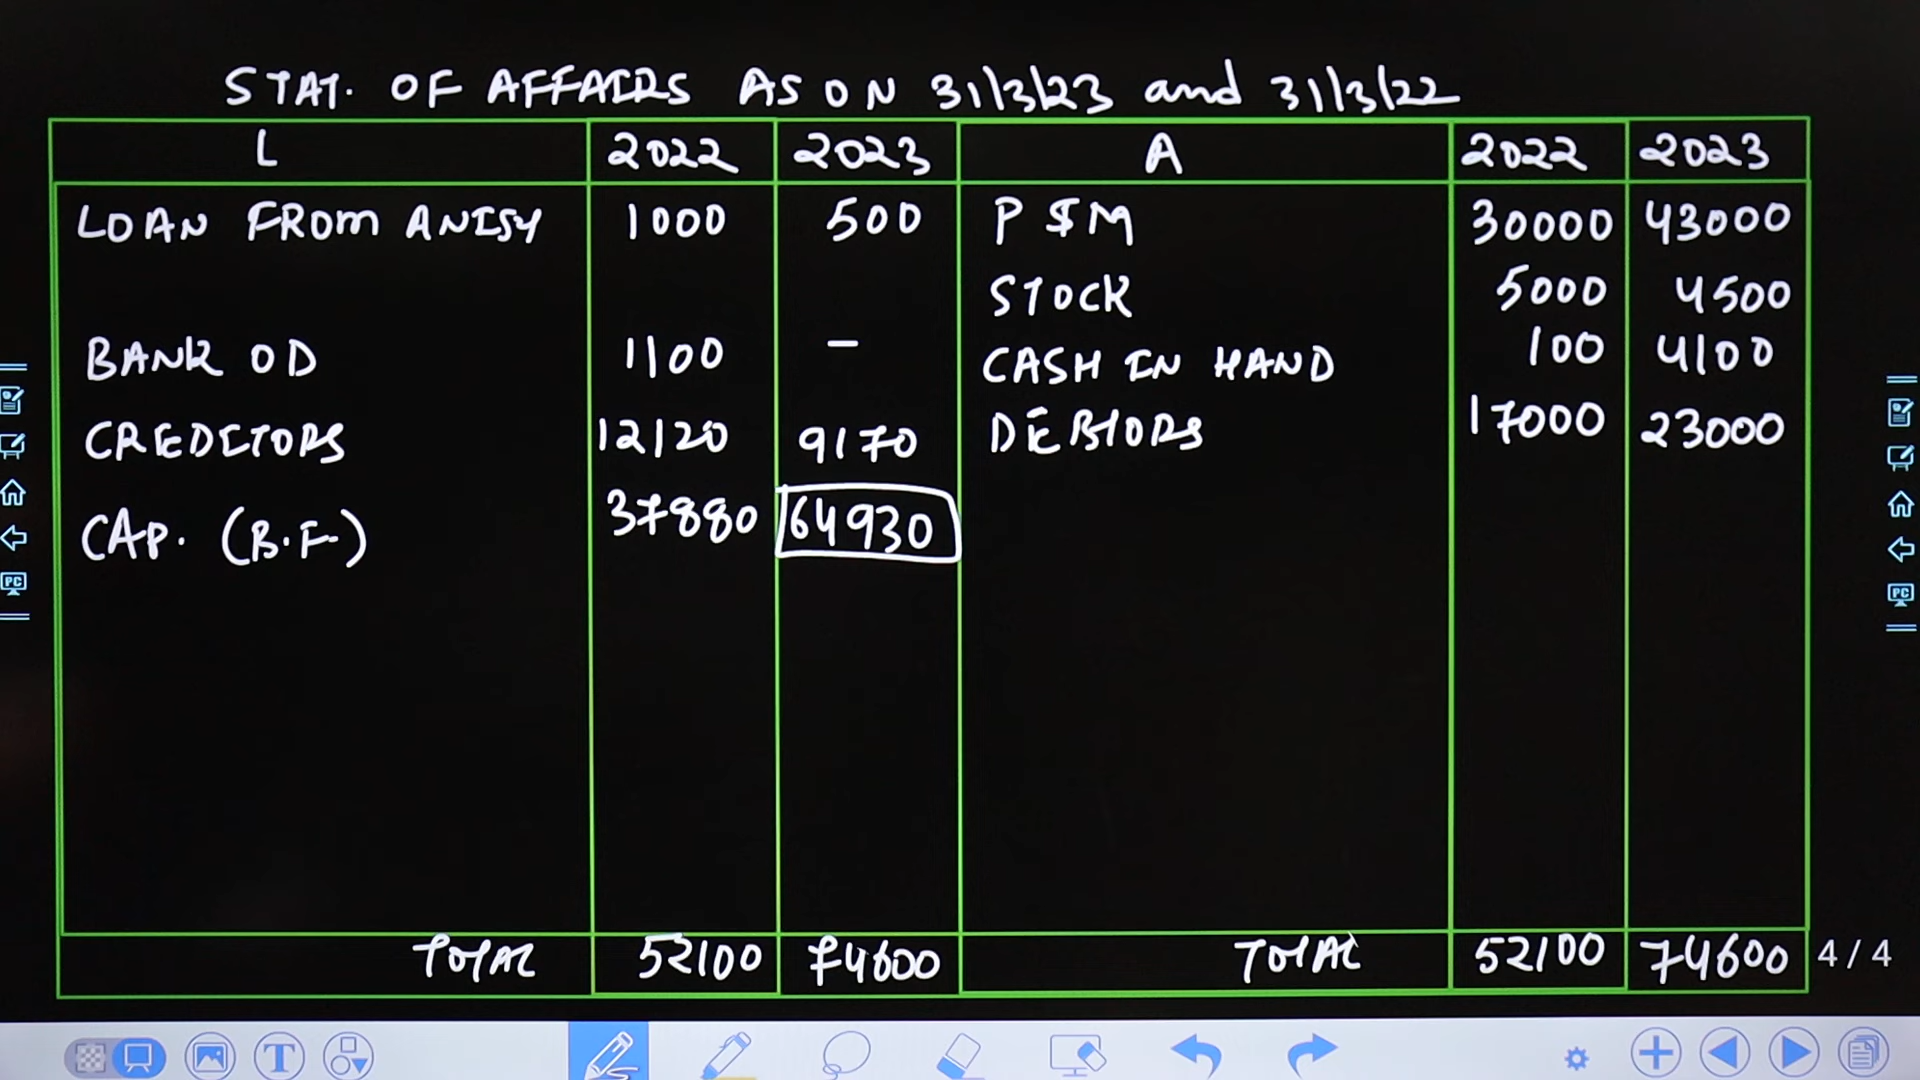 STAT. OF AFFAIRS AS ON 31/3/23 and 31/3/22
L 2022 2023 A 2022 2023
LOAN FROM ANISY 1000 500 P $ M 30000 43000
STOCK 5000 4500
BANK OD 1100 – CASH IN HAND 100 4100
CREDITORS 12120 9170 DEBTORS 17000 23000
CAP. (B.F.) 37880 64930
TOTAL 52100 74600 TOTAL 52100 74600
4/4
PC PC
T